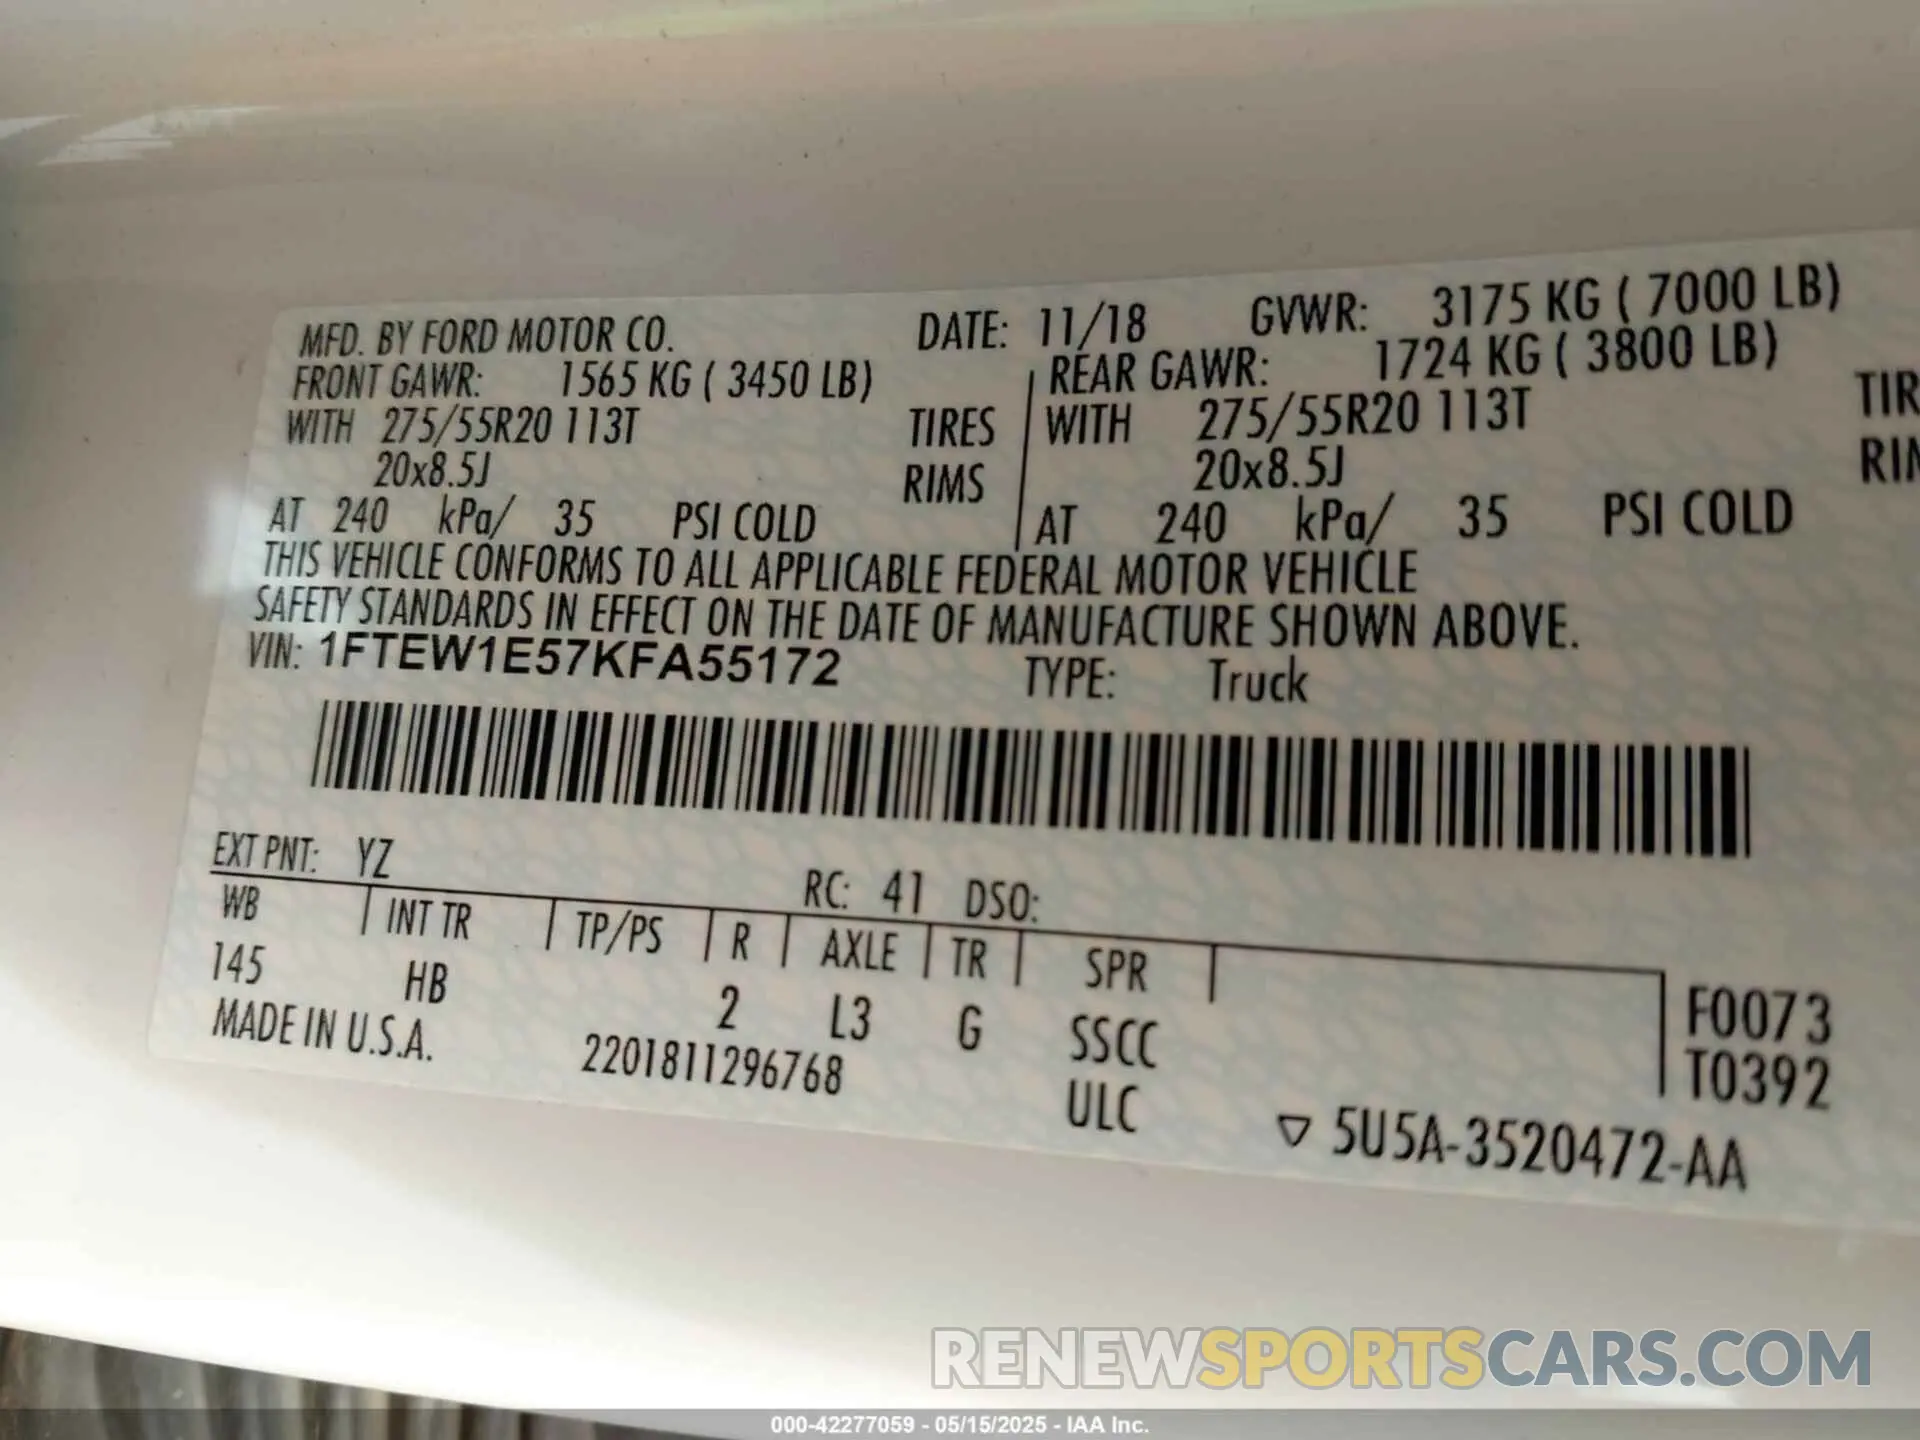 MFD. BY FORD MOTOR CO. DATE: 11/18 GVWR: 3175 KG ( 7000 LB)
FRONT GAWR: 1565 KG ( 3450 LB) REAR GAWR: 1724 KG ( 3800 LB)
WITH 275/55R20 113T TIRES WITH 275/55R20 113T TIR
20x8.5J RIMS 20x8.5J RIM
AT 240 kPa/ 35 PSI COLD AT 240 kPa/ 35 PSI COLD
THIS VEHICLE CONFORMS TO ALL APPLICABLE FEDERAL MOTOR VEHICLE
SAFETY STANDARDS IN EFFECT ON THE DATE OF MANUFACTURE SHOWN ABOVE.
VIN: 1FTEW1E57KFA55172 TYPE: Truck
EXT PNT: YZ RC: 41 DSO:
WB INT TR TP/PS R AXLE TR SPR
145 HB 2 L3 G SSCC F0073
MADE IN U.S.A. 2201811296768 ULC T0392
▽ 5U5A-3520472-AA
RENEWSPORTSCARS.COM
000-42277059 - 05/15/2025 - IAA Inc.